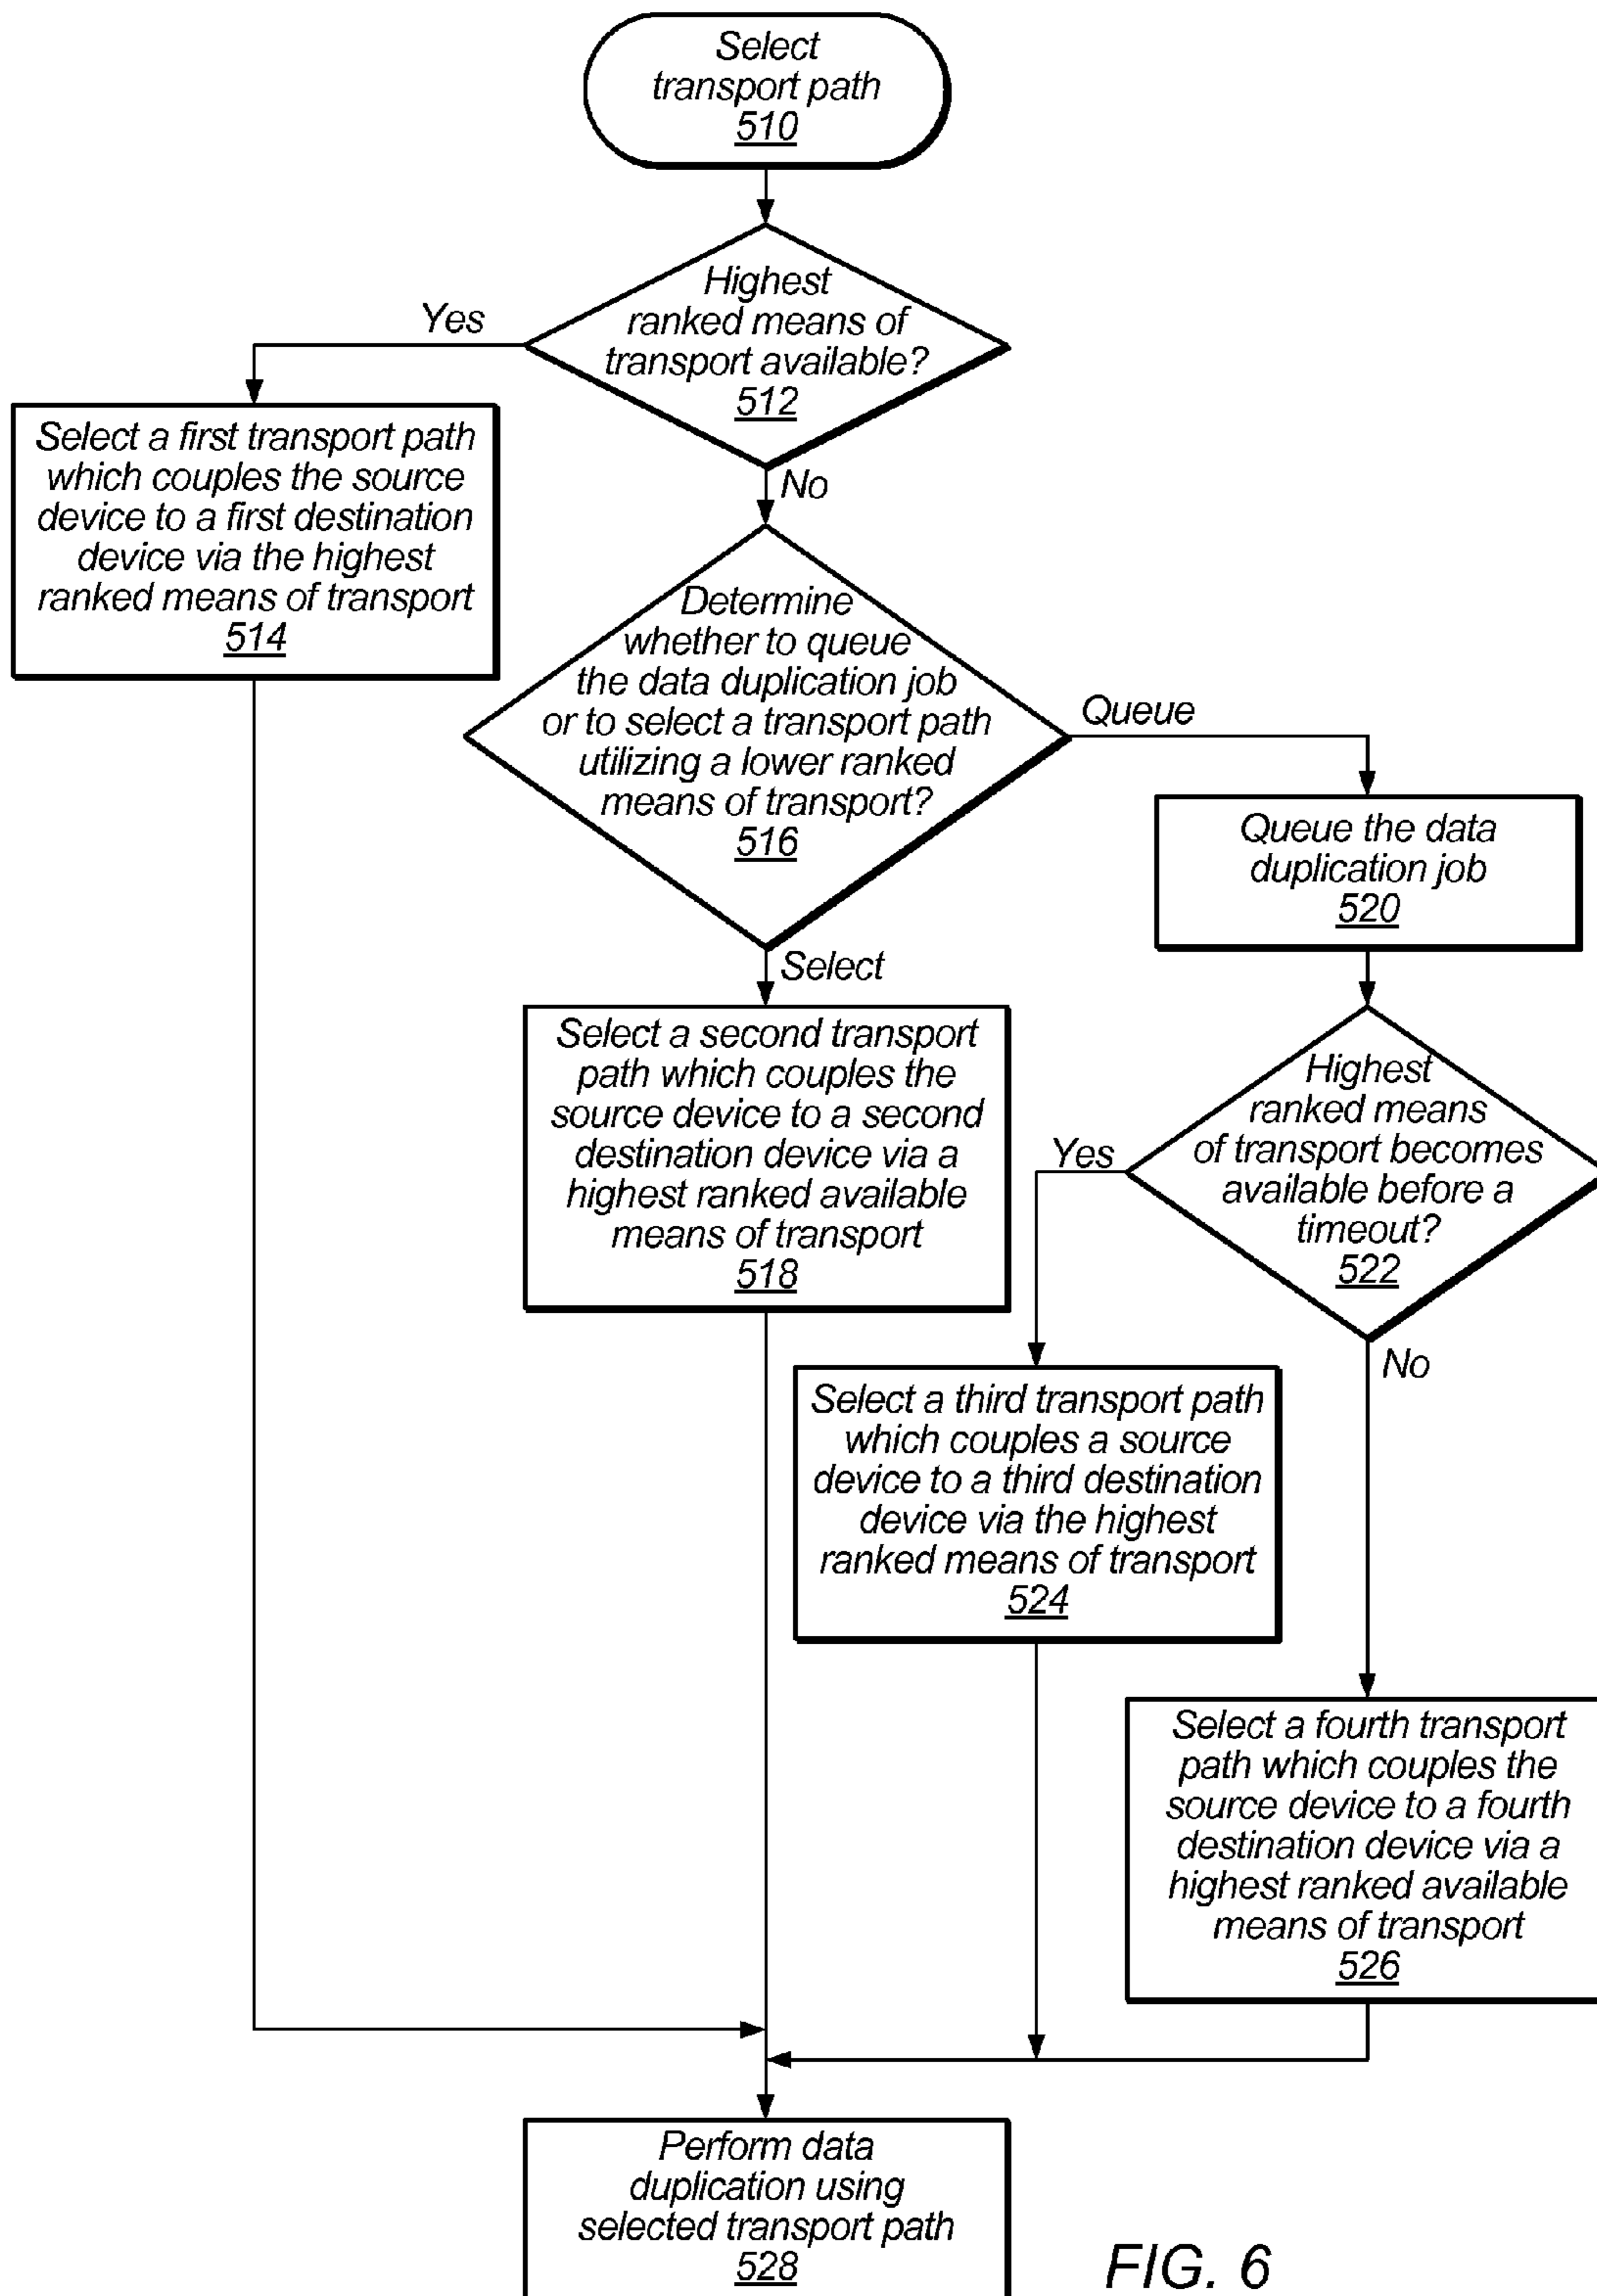 Select
transport path
510
Highest
ranked means of
transport available?
512
Yes
No
Select a first transport path
which couples the source
device to a first destination
device via the highest
ranked means of transport
514
Determine
whether to queue
the data duplication job
or to select a transport path
utilizing a lower ranked
means of transport?
516
Queue
Select
Queue the data
duplication job
520
Select a second transport
path which couples the
source device to a second
destination device via a
highest ranked available
means of transport
518
Highest
ranked means
of transport becomes
available before a
timeout?
522
Yes
No
Select a third transport path
which couples a source
device to a third destination
device via the highest
ranked means of transport
524
Select a fourth transport
path which couples the
source device to a fourth
destination device via a
highest ranked available
means of transport
526
Perform data
duplication using
selected transport path
528
FIG. 6